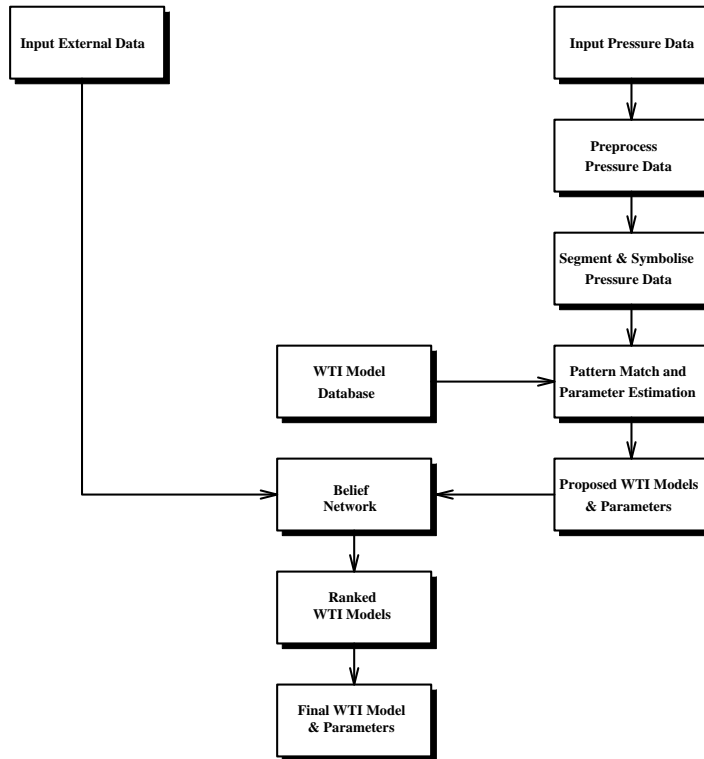 Input External Data
Input Pressure Data
Preprocess
Pressure Data
Segment & Symbolise
Pressure Data
WTI Model
Database
Pattern Match and
Parameter Estimation
Belief
Network
Proposed WTI Models
& Parameters
Ranked
WTI Models
Final WTI Model
& Parameters